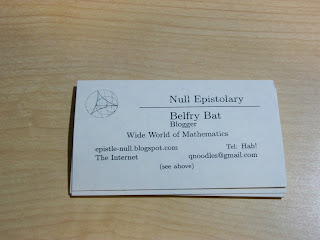 Null Epistolary
Belfry Bat
Blogger
Wide World of Mathematics
epistle-null.blogspot.com Tel: Hah!
The Internet qnoodles@gmail.com
(see above)